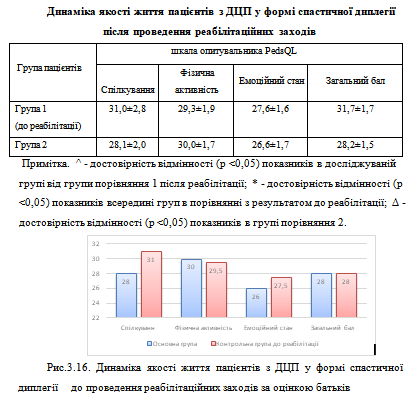 Динаміка якості життя пацієнтів з ДЦП у формі спастичної диплегії
після проведення реабілітаційних заходів
Група пацієнтів
шкала опитувальника PedsQL
Спілкування
Фізична
активність
Емоційний стан
Загальний бал
Група 1
(до реабілітації)
31,0±2,8
29,3±1,9
27,6±1,6
31,7±1,7
Група 2
28,1±2,0
30,0±1,7
26,6±1,7
28,2±1,5
Примітка. ^ - достовірність відмінності (p <0,05) показників в досліджуваній
групі від групи порівняння 1 після реабілітації; * - достовірність відмінності (p
<0,05) показників всередині груп в порівнянні з результатом до реабілітації; Δ -
достовірність відмінності (p <0,05) показників в групі порівняння 2.
32
30
28
26
24
22
28
31
30
29,5
26
27,5
28
28
Спілкуванн
Фізична активність
Емоційний стан
Загальний бал
Основна група
Контрольна група до реабілітації
Рис.3.16. Динаміка якості життя пацієнтів з ДЦП у формі спастичної
диплегії до проведення реабілітаційних заходів за оцінкою батьків